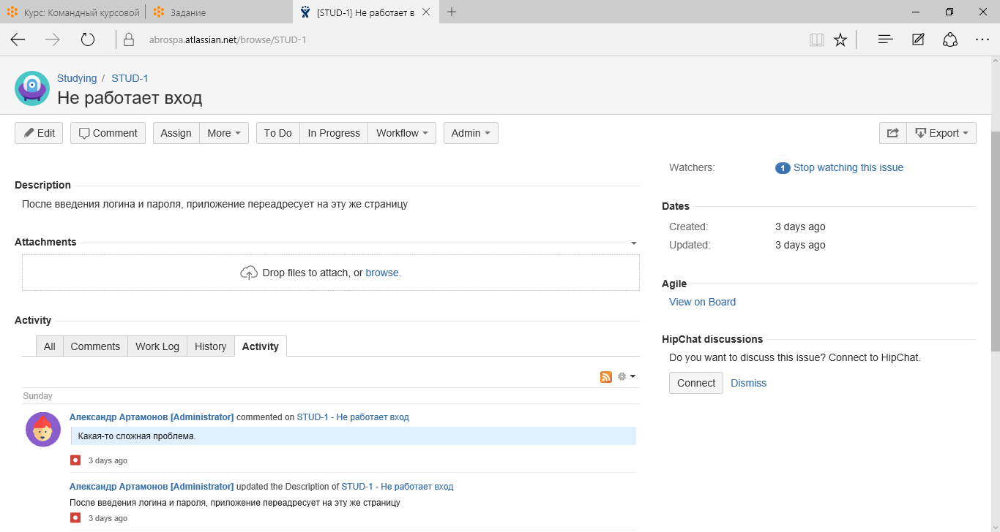 Курс: Командный курсовой
Задание
[STUD-1] Не работает в
abrospa.atlassian.net/browse/STUD-1
Studying / STUD-1
Не работает вход
Edit Comment Assign More To Do In Progress Workflow Admin Export
Watchers: 1 Stop watching this issue
Description
После введения логина и пароля, приложение переадресует на эту же страницу
Attachments
Drop files to attach, or browse.
Activity
All Comments Work Log History Activity
Sunday
Александр Артамонов [Administrator] commented on STUD-1 - Не работает вход
Какая-то сложная проблема.
3 days ago
Александр Артамонов [Administrator] updated the Description of STUD-1 - Не работает вход
После введения логина и пароля, приложение переадресует на эту же страницу
3 days ago
Dates
Created: 3 days ago
Updated: 3 days ago
Agile
View on Board
HipChat discussions
Do you want to discuss this issue? Connect to HipChat.
Connect Dismiss